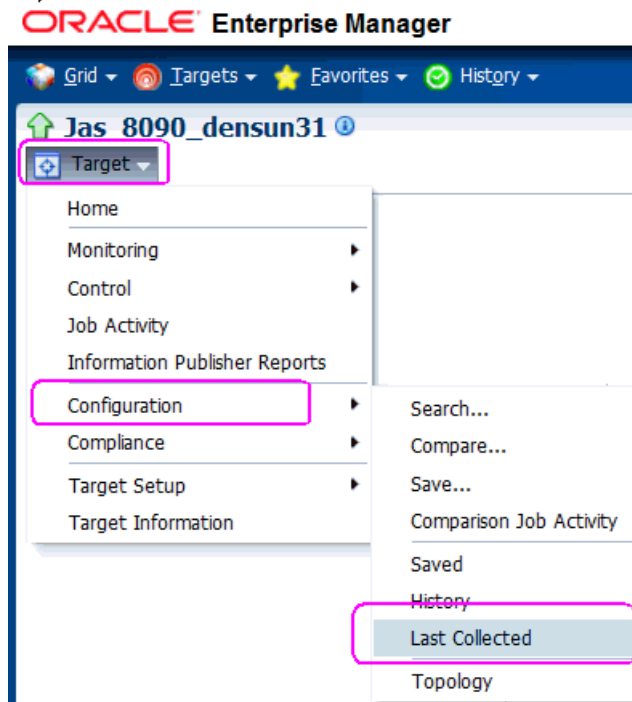 ORACLE Enterprise Manager
Grid Targets Favorites History
Jas_8090_densun31
Target
Home
Monitoring
Control
Job Activity
Information Publisher Reports
Configuration
Compliance
Target Setup
Target Information
Search...
Compare...
Save...
Comparison Job Activity
Saved
History
Last Collected
Topology